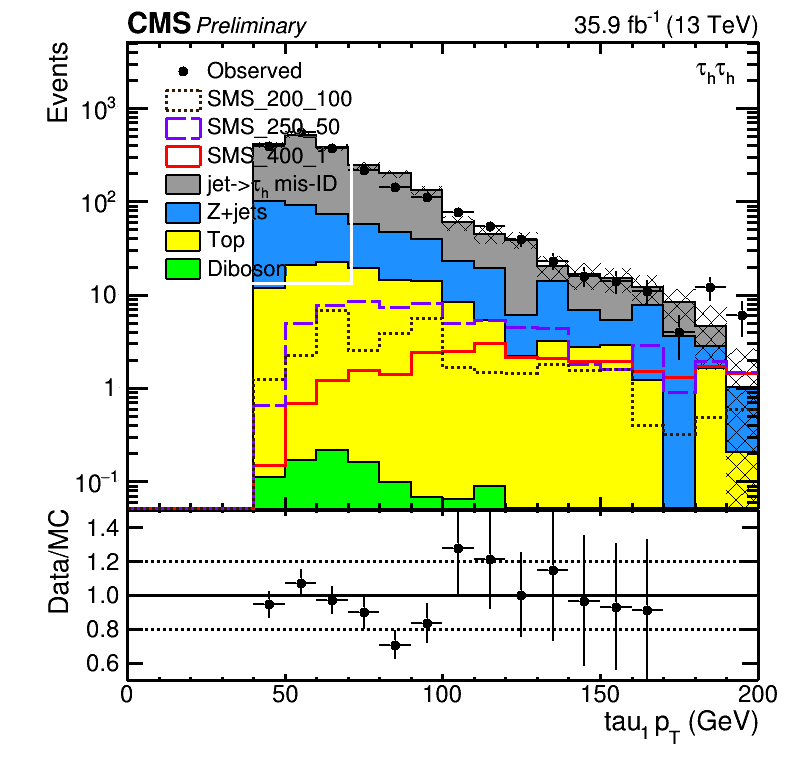 CMS Preliminary 35.9 fb⁻¹ (13 TeV)
Events
τₕτₕ
Observed
SMS_200_100
SMS_250_50
SMS_400_1
jet->τₕ mis-ID
Z+jets
Top
Diboson
10³
10²
10
1
10⁻¹
Data/MC
1.4
1.2
1.0
0.8
0.6
0 50 100 150 200
tau₁ p_T (GeV)